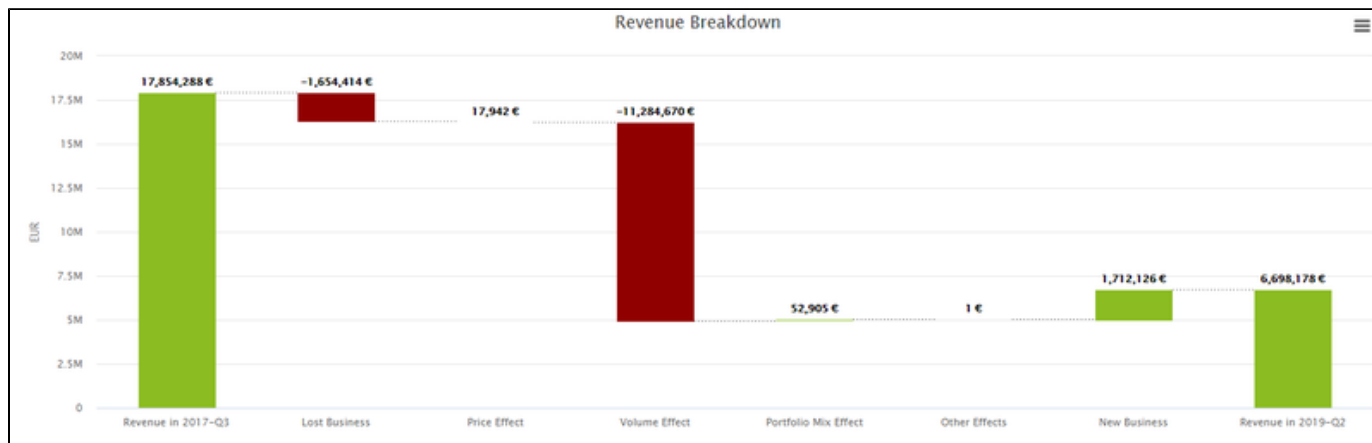 Revenue Breakdown
20M
17.5M
15M
12.5M
10M
7.5M
5M
2.5M
0
EUR
17,854,288 €
-1,654,414 €
17,942 €
-11,284,670 €
52,905 €
1 €
1,712,126 €
6,698,178 €
Revenue in 2017-Q3
Lost Business
Price Effect
Volume Effect
Portfolio Mix Effect
Other Effects
New Business
Revenue in 2019-Q2